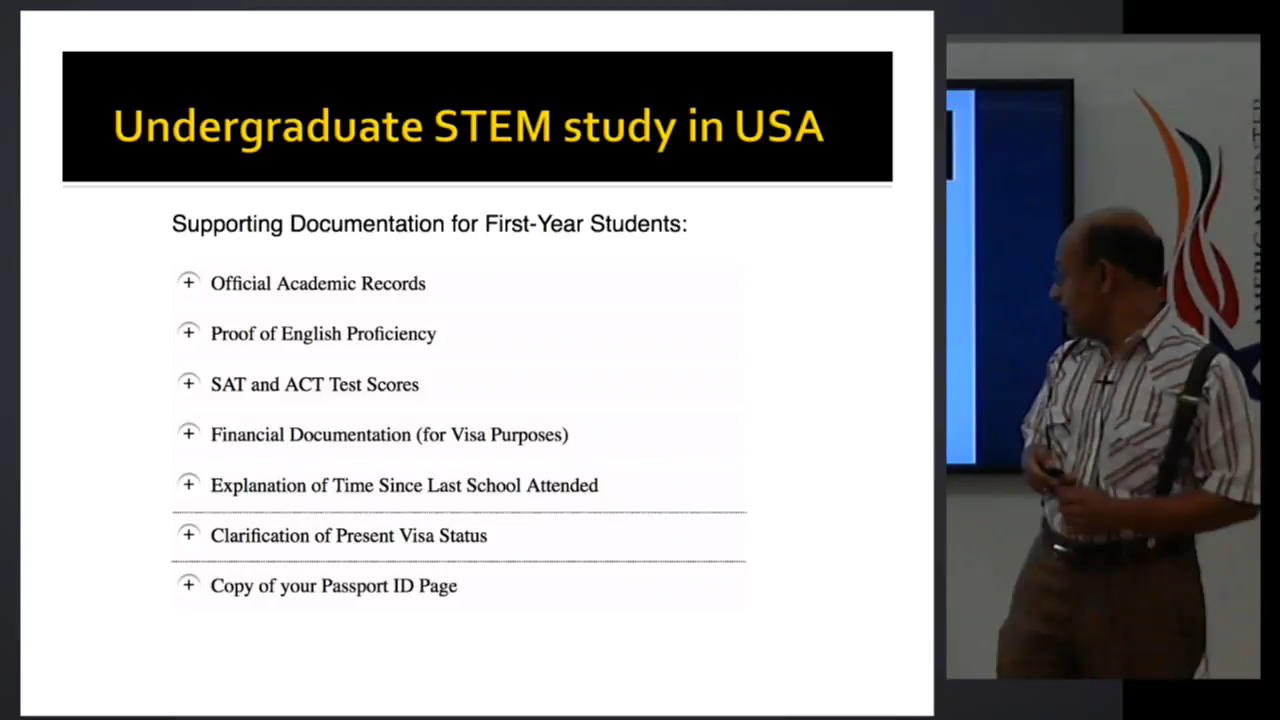 Undergraduate STEM study in USA
Supporting Documentation for First-Year Students:
+ Official Academic Records
+ Proof of English Proficiency
+ SAT and ACT Test Scores
+ Financial Documentation (for Visa Purposes)
+ Explanation of Time Since Last School Attended
+ Clarification of Present Visa Status
+ Copy of your Passport ID Page
AMERICANCENTER